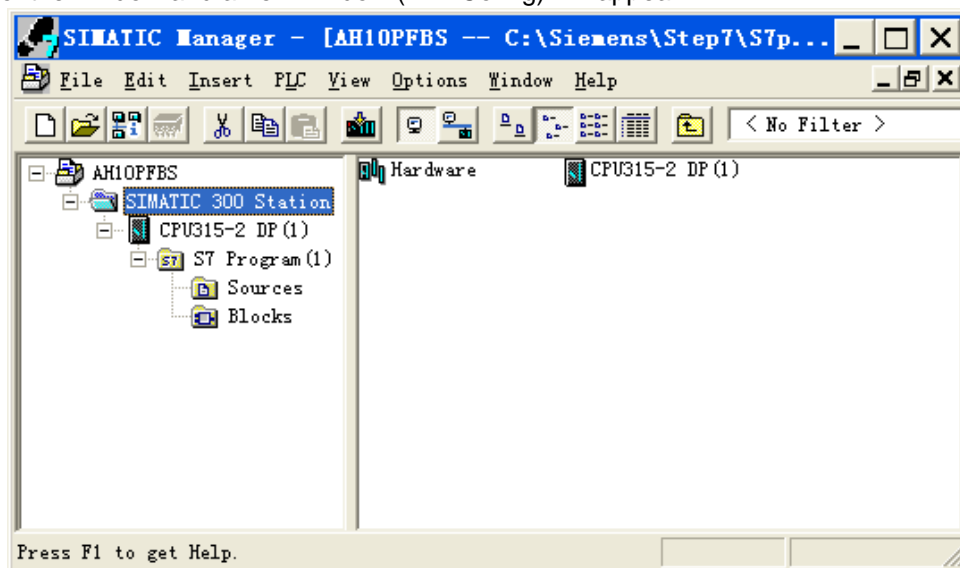 SIMATIC Manager - [AH10PFBS -- C:\Siemens\Step7\S7p...
File Edit Insert PLC View Options Window Help
< No Filter >
AH10PFBS
SIMATIC 300 Station
CPU315-2 DP(1)
S7 Program(1)
Sources
Blocks
Hardware
CPU315-2 DP(1)
Press F1 to get Help.